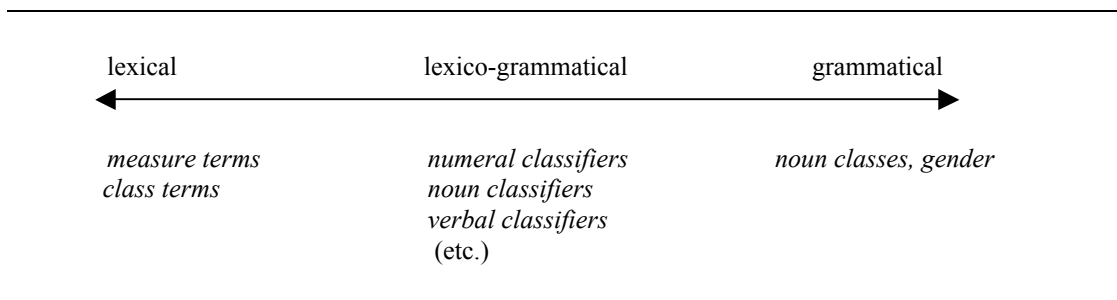 lexical lexico-grammatical grammatical
measure terms numeral classifiers noun classes, gender
class terms noun classifiers
verbal classifiers
(etc.)